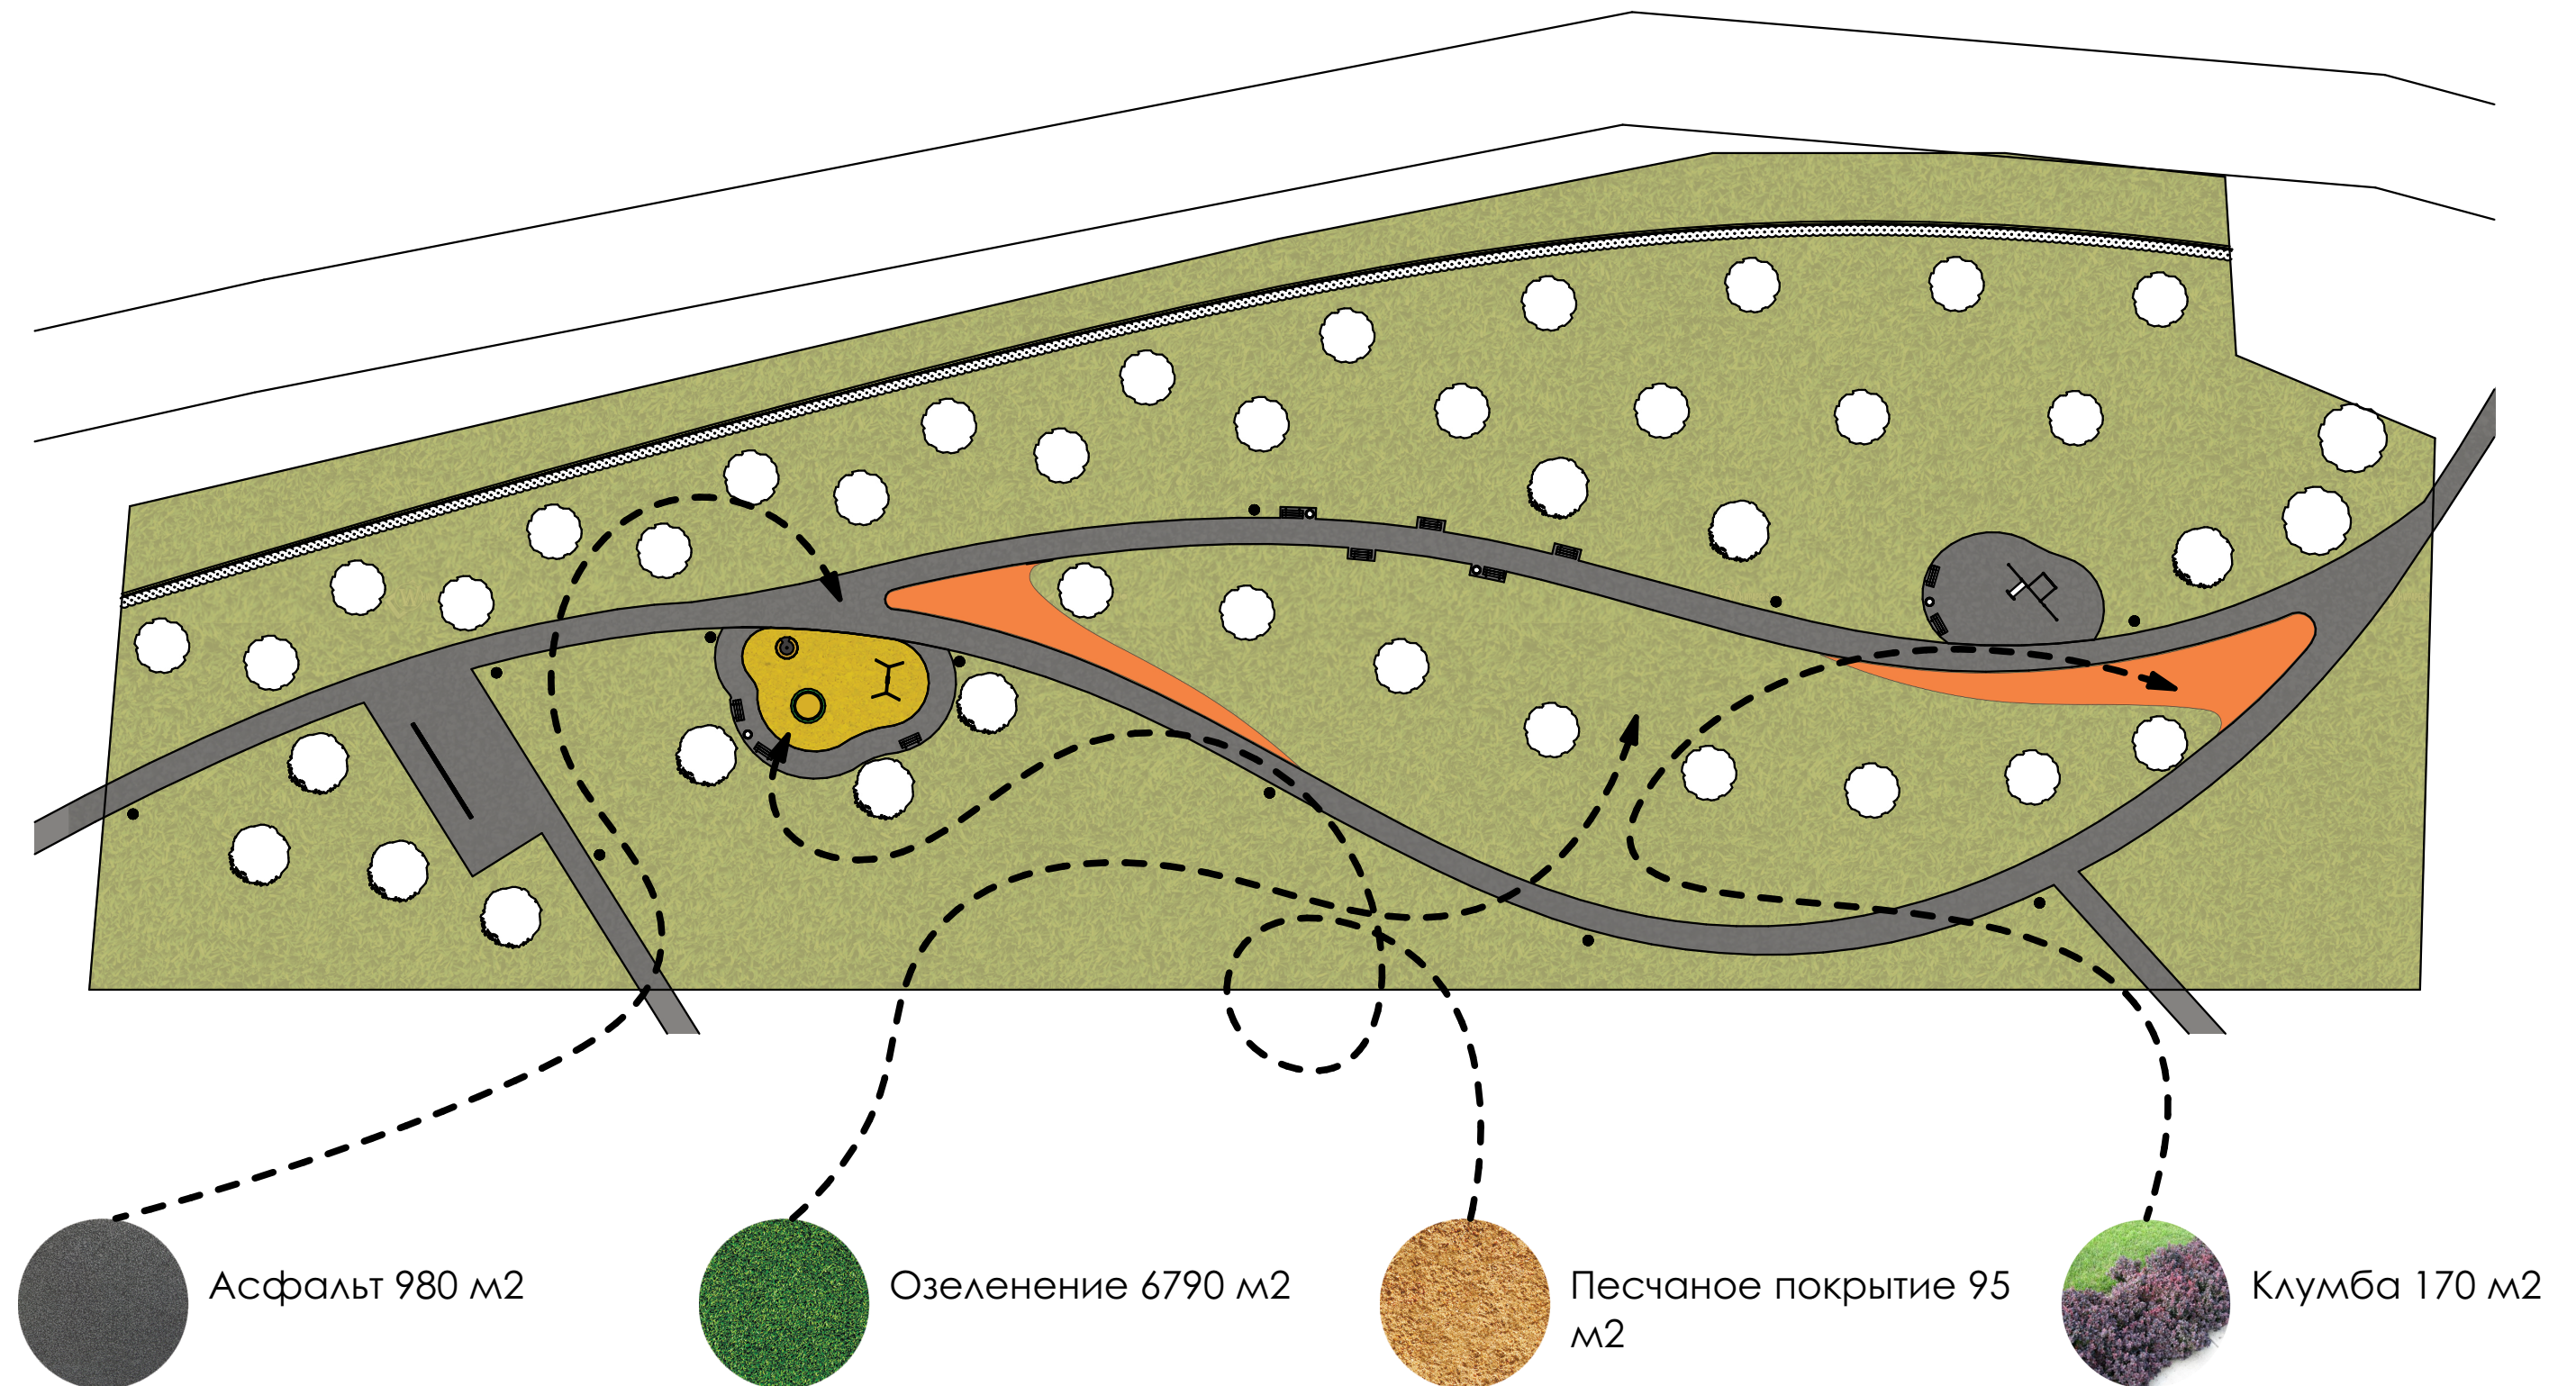 Асфальт 980 м2
Озеленение 6790 м2
Песчаное покрытие 95
м2
Клумба 170 м2